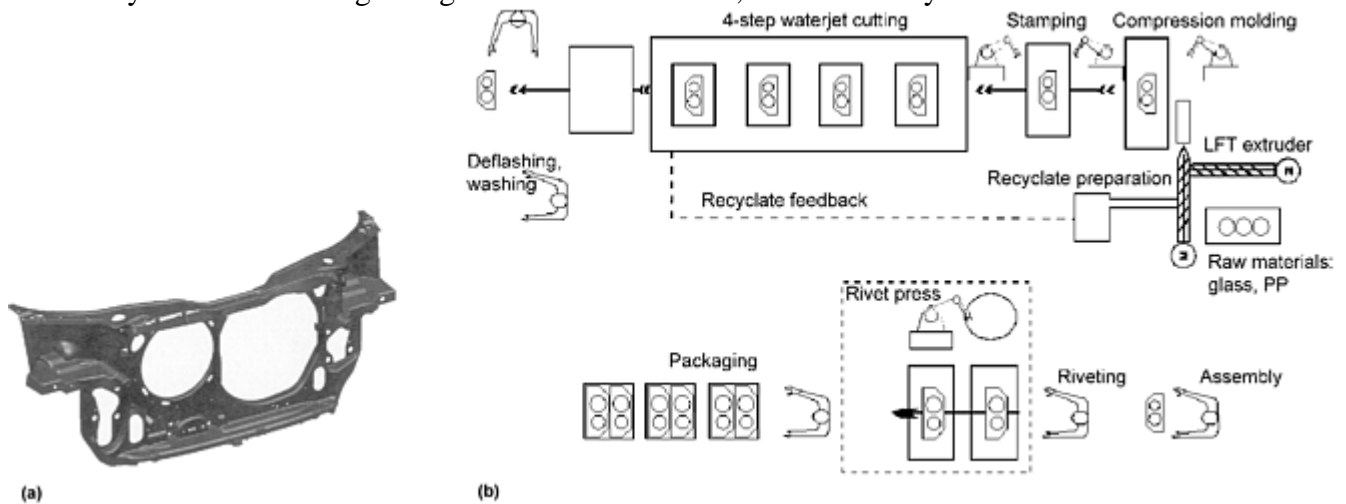 4-step waterjet cutting
Stamping
Compression molding
Deflashing,
washing
LFT extruder
Recyclate preparation
Recyclate feedback
Raw materials:
glass, PP
Rivet press
Packaging
Riveting
Assembly
(a)
(b)